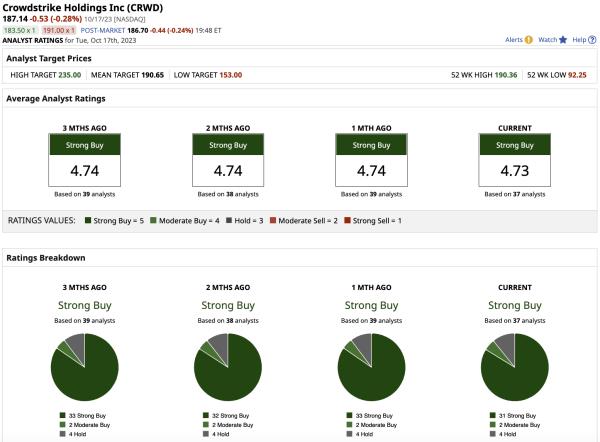 Crowdstrike Holdings Inc (CRWD)
187.14 -0.53 (-0.28%) 10/17/23 [NASDAQ]
183.50 x 1 191.00 x 1 POST-MARKET 186.70 -0.44 (-0.24%) 19:48 ET
ANALYST RATINGS for Tue, Oct 17th, 2023
Alerts Watch Help
Analyst Target Prices
HIGH TARGET 235.00 MEAN TARGET 190.65 LOW TARGET 153.00 52 WK HIGH 190.36 52 WK LOW 92.25
Average Analyst Ratings
3 MTHS AGO 2 MTHS AGO 1 MTH AGO CURRENT
Strong Buy Strong Buy Strong Buy Strong Buy
4.74 4.74 4.74 4.73
Based on 39 analysts Based on 38 analysts Based on 39 analysts Based on 37 analysts
RATINGS VALUES: Strong Buy = 5 Moderate Buy = 4 Hold = 3 Moderate Sell = 2 Strong Sell = 1
Ratings Breakdown
3 MTHS AGO 2 MTHS AGO 1 MTH AGO CURRENT
Strong Buy Strong Buy Strong Buy Strong Buy
Based on 39 analysts Based on 38 analysts Based on 39 analysts Based on 37 analysts
33 Strong Buy 32 Strong Buy 33 Strong Buy 31 Strong Buy
2 Moderate Buy 2 Moderate Buy 2 Moderate Buy 2 Moderate Buy
4 Hold 4 Hold 4 Hold 4 Hold